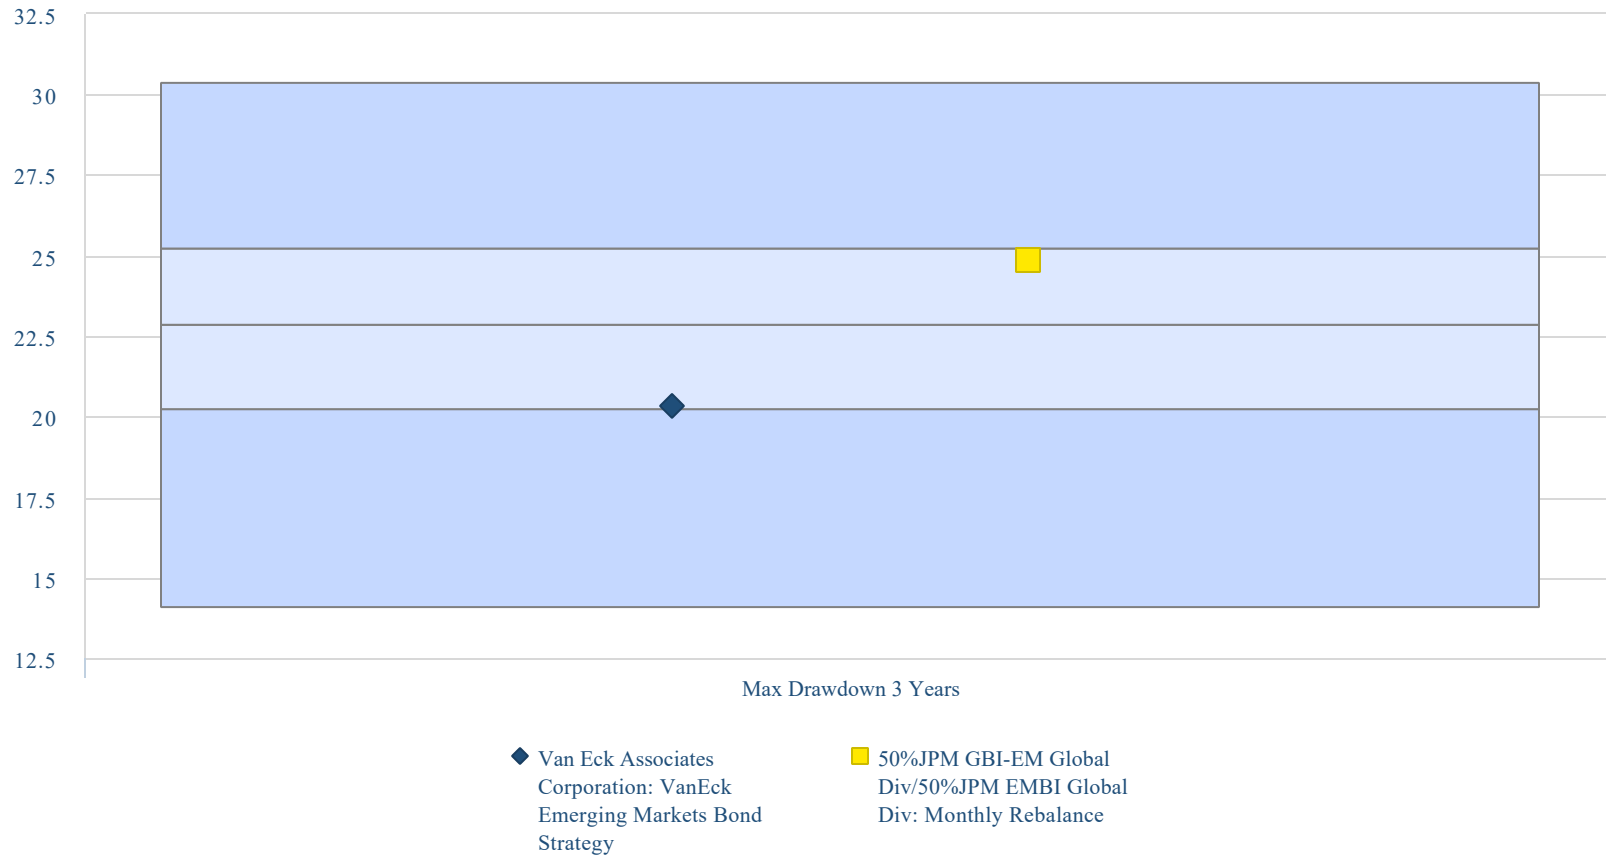 32.5
30
27.5
25
22.5
20
17.5
15
12.5
Max Drawdown 3 Years
Van Eck Associates
Corporation: VanEck
Emerging Markets Bond
Strategy
50%JPM GBI-EM Global
Div/50%JPM EMBI Global
Div: Monthly Rebalance